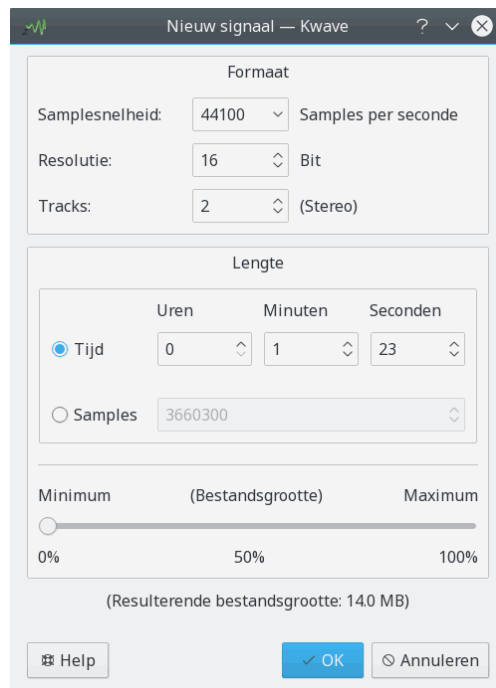 Nieuw signaal — Kwave
Formaat
Samplesnelheid: 44100 Samples per seconde
Resolutie: 16 Bit
Tracks: 2 (Stereo)
Lengte
Uren Minuten Seconden
Tijd 0 1 23
Samples 3660300
Minimum (Bestandsgrootte) Maximum
0% 50% 100%
(Resulterende bestandsgrootte: 14.0 MB)
Help OK Annuleren